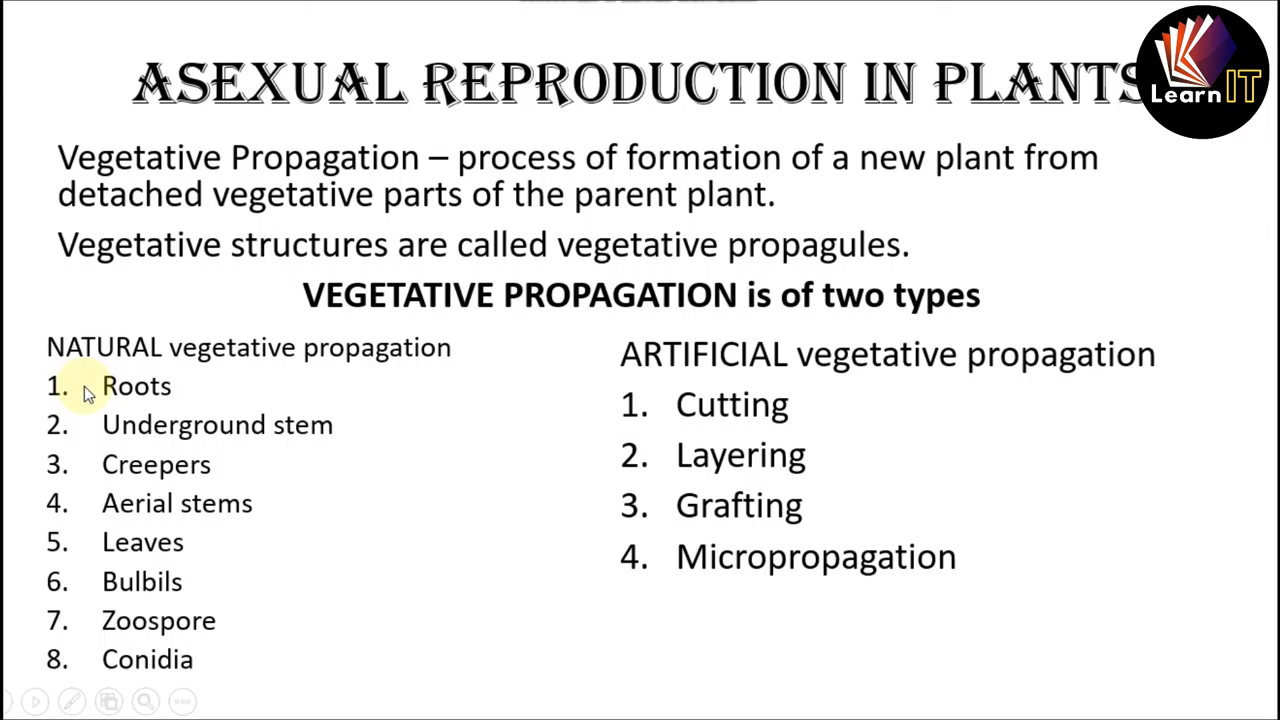 ASEXUAL REPRODUCTION IN PLANTS
Learn IT
Vegetative Propagation – process of formation of a new plant from
detached vegetative parts of the parent plant.
Vegetative structures are called vegetative propagules.
VEGETATIVE PROPAGATION is of two types
NATURAL vegetative propagation
1. Roots
2. Underground stem
3. Creepers
4. Aerial stems
5. Leaves
6. Bulbils
7. Zoospore
8. Conidia
ARTIFICIAL vegetative propagation
1. Cutting
2. Layering
3. Grafting
4. Micropropagation